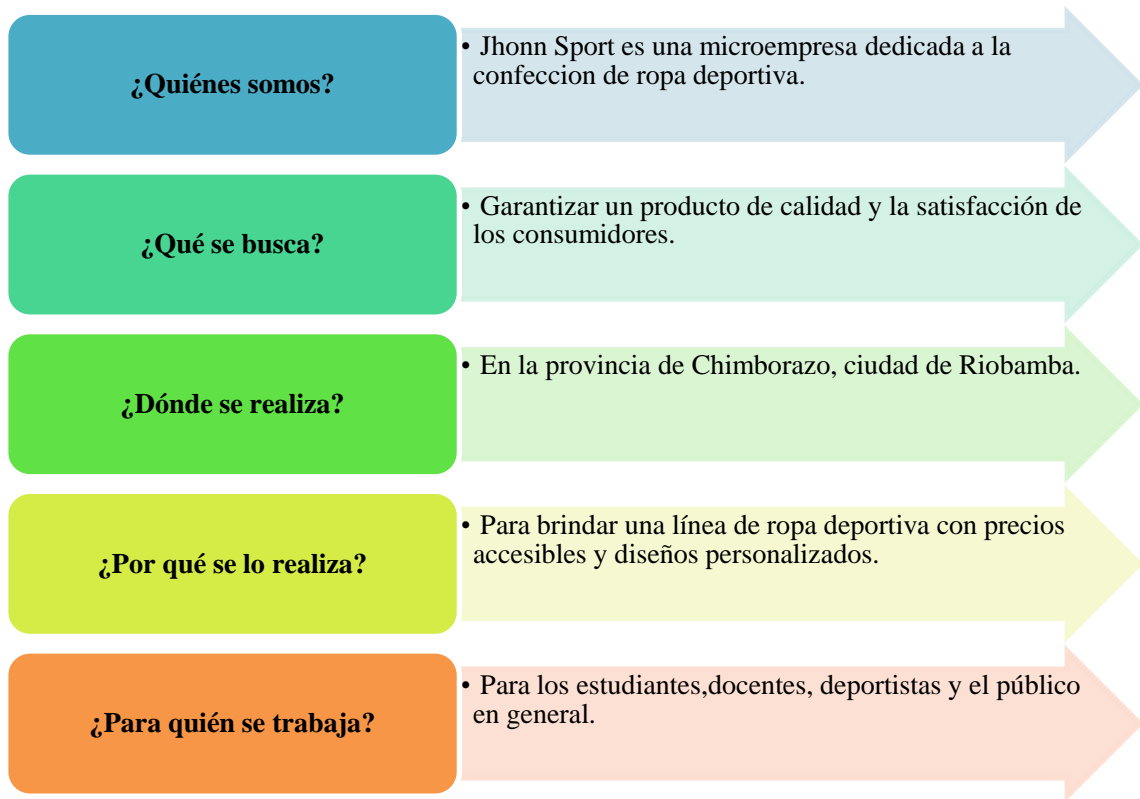 ¿Quiénes somos?
• Jhonn Sport es una microempresa dedicada a la
confeccion de ropa deportiva.
¿Qué se busca?
• Garantizar un producto de calidad y la satisfacción de
los consumidores.
¿Dónde se realiza?
• En la provincia de Chimborazo, ciudad de Riobamba.
¿Por qué se lo realiza?
• Para brindar una línea de ropa deportiva con precios
accesibles y diseños personalizados.
¿Para quién se trabaja?
• Para los estudiantes,docentes, deportistas y el público
en general.